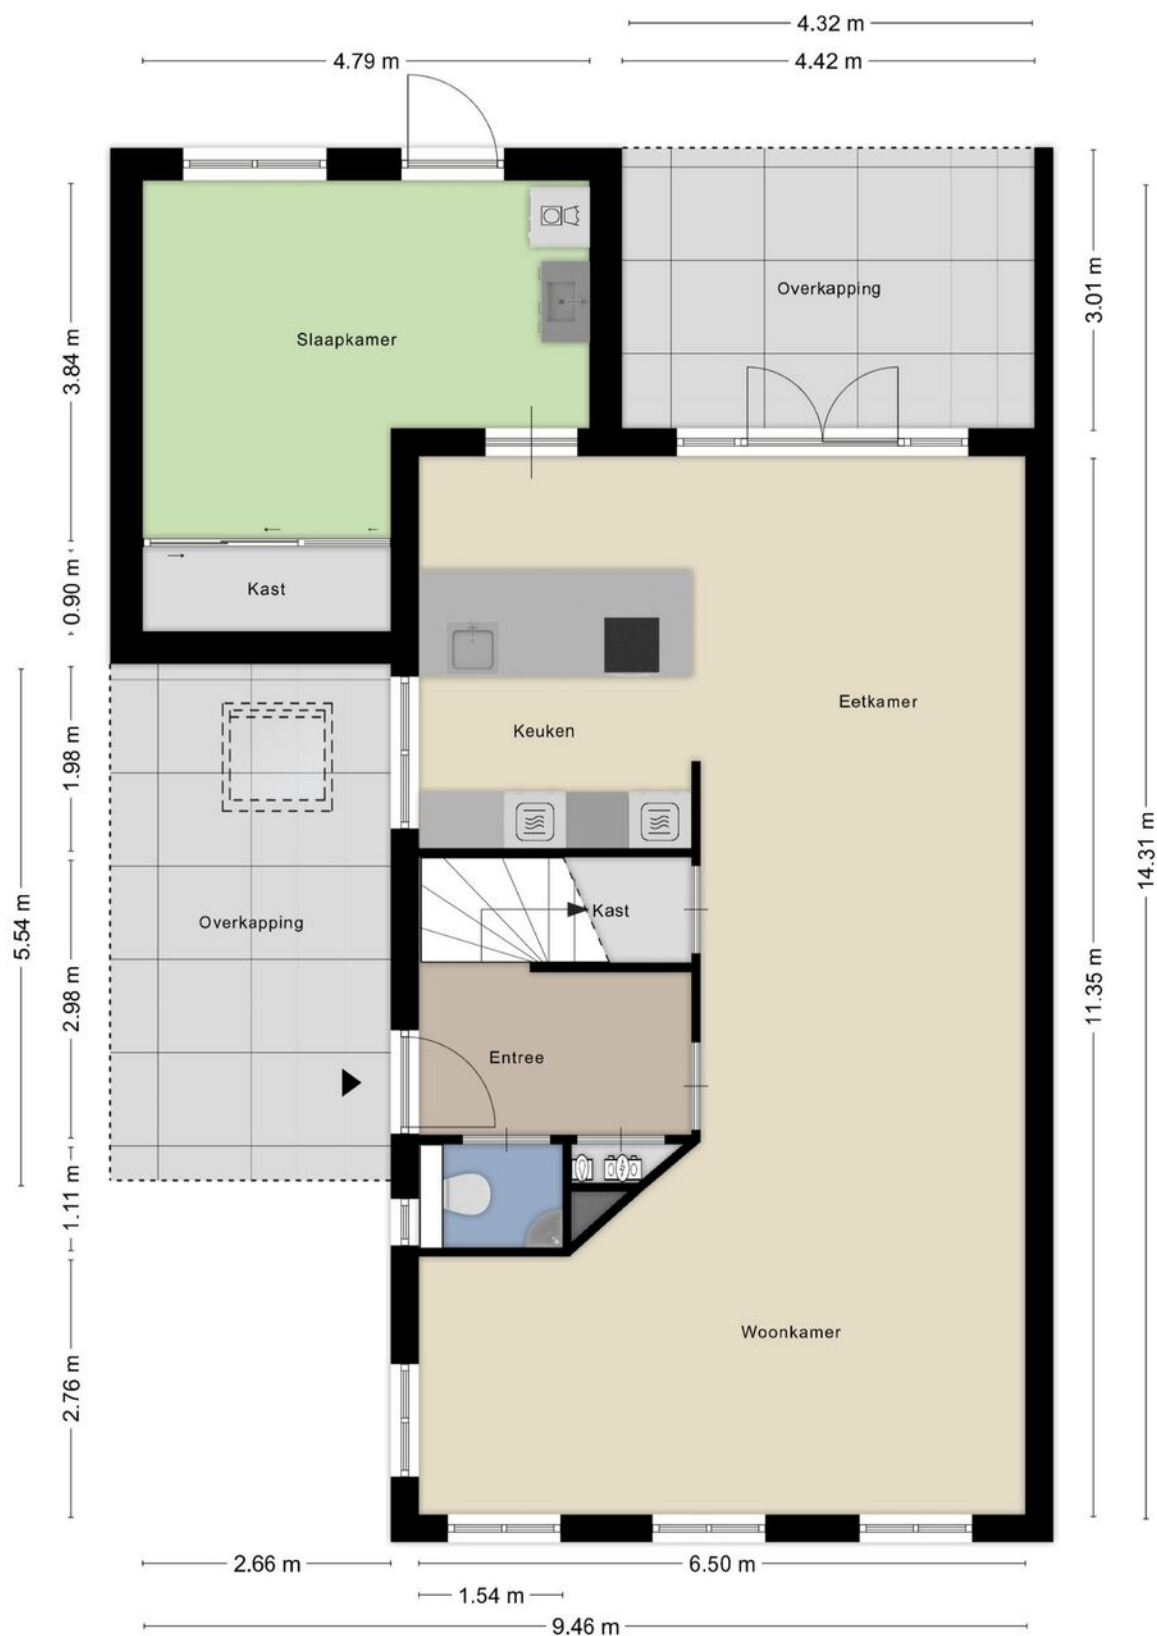 4.32 m
4.79 m
4.42 m
3.84 m
Slaapkamer
Overkapping
3.01 m
0.90 m
Kast
Keuken
Eetkamer
1.98 m
14.31 m
5.54 m
Overkapping
Kast
2.98 m
11.35 m
Entree
1.11 m
Woonkamer
2.76 m
2.66 m
6.50 m
1.54 m
9.46 m